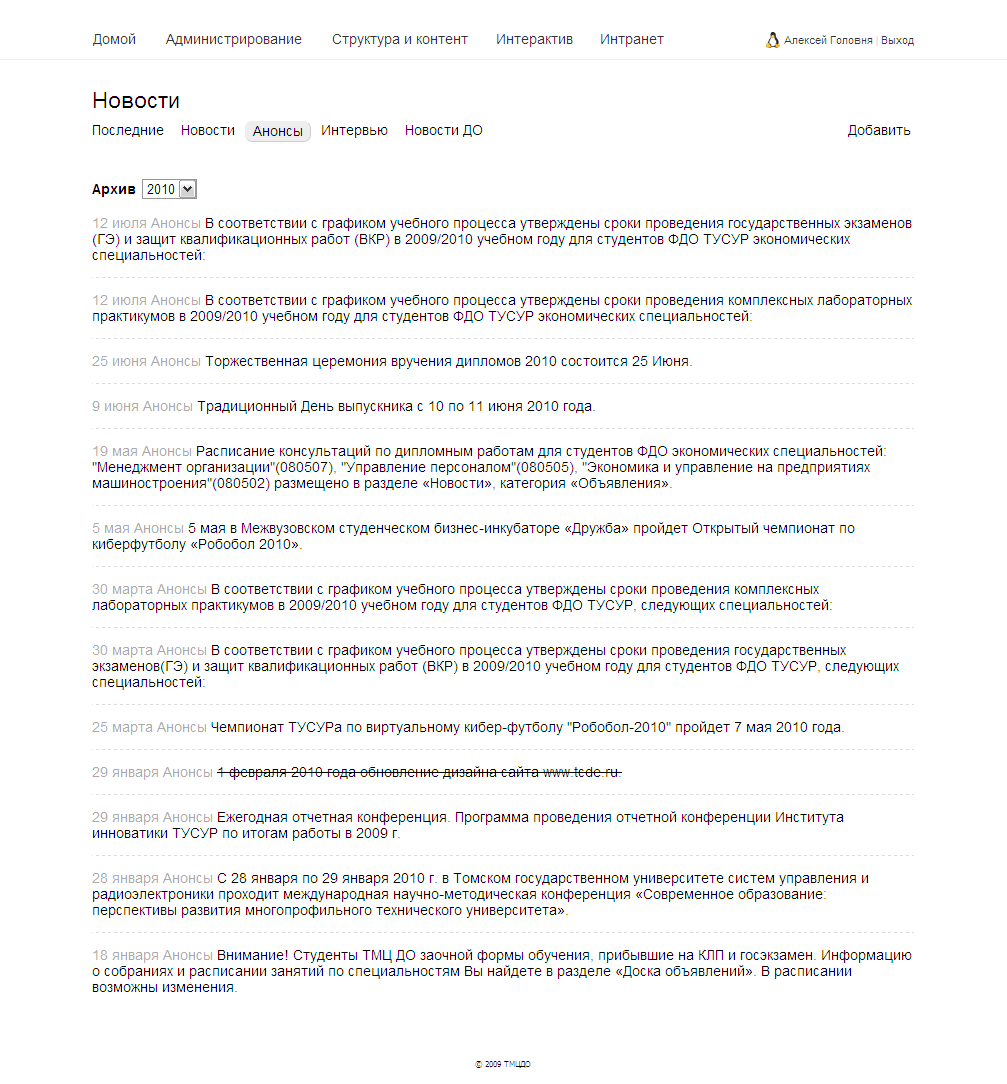 Домой Администрирование Структура и контент Интерактив Интранет Алексей Головня | Выход
Новости
Последние Новости Анонсы Интервью Новости ДО Добавить
Архив 2010
12 июля Анонсы В соответствии с графиком учебного процесса утверждены сроки проведения государственных экзаменов
(ГЭ) и защит квалификационных работ (ВКР) в 2009/2010 учебном году для студентов ФДО ТУСУР экономических
специальностей:
12 июля Анонсы В соответствии с графиком учебного процесса утверждены сроки проведения комплексных лабораторных
практикумов в 2009/2010 учебном году для студентов ФДО ТУСУР экономических специальностей:
25 июня Анонсы Торжественная церемония вручения дипломов 2010 состоится 25 Июня.
9 июня Анонсы Традиционный День выпускника с 10 по 11 июня 2010 года.
19 мая Анонсы Расписание консультаций по дипломным работам для студентов ФДО экономических специальностей:
"Менеджмент организации"(080507), "Управление персоналом"(080505), "Экономика и управление на предприятиях
машиностроения"(080502) размещено в разделе «Новости», категория «Объявления».
5 мая Анонсы 5 мая в Межвузовском студенческом бизнес-инкубаторе «Дружба» пройдет Открытый чемпионат по
киберфутболу «Робобол 2010».
30 марта Анонсы В соответствии с графиком учебного процесса утверждены сроки проведения комплексных
лабораторных практикумов в 2009/2010 учебном году для студентов ФДО ТУСУР, следующих специальностей:
30 марта Анонсы В соответствии с графиком учебного процесса утверждены сроки проведения государственных
экзаменов(ГЭ) и защит квалификационных работ (ВКР) в 2009/2010 учебном году для студентов ФДО ТУСУР, следующих
специальностей:
25 марта Анонсы Чемпионат ТУСУРа по виртуальному кибер-футболу "Робобол-2010" пройдет 7 мая 2010 года.
29 января Анонсы 1 февраля 2010 года обновление дизайна сайта www.tcde.ru.
29 января Анонсы Ежегодная отчетная конференция. Программа проведения отчетной конференции Института
инноватики ТУСУР по итогам работы в 2009 г.
28 января Анонсы С 28 января по 29 января 2010 г. в Томском государственном университете систем управления и
радиоэлектроники проходит международная научно-методическая конференция «Современное образование:
перспективы развития многопрофильного технического университета».
18 января Анонсы Внимание! Студенты ТМЦ ДО заочной формы обучения, прибывшие на КЛП и госэкзамен. Информацию
о собраниях и расписании занятий по специальностям Вы найдете в разделе «Доска объявлений». В расписании
возможны изменения.
© 2009 ТМЦДО